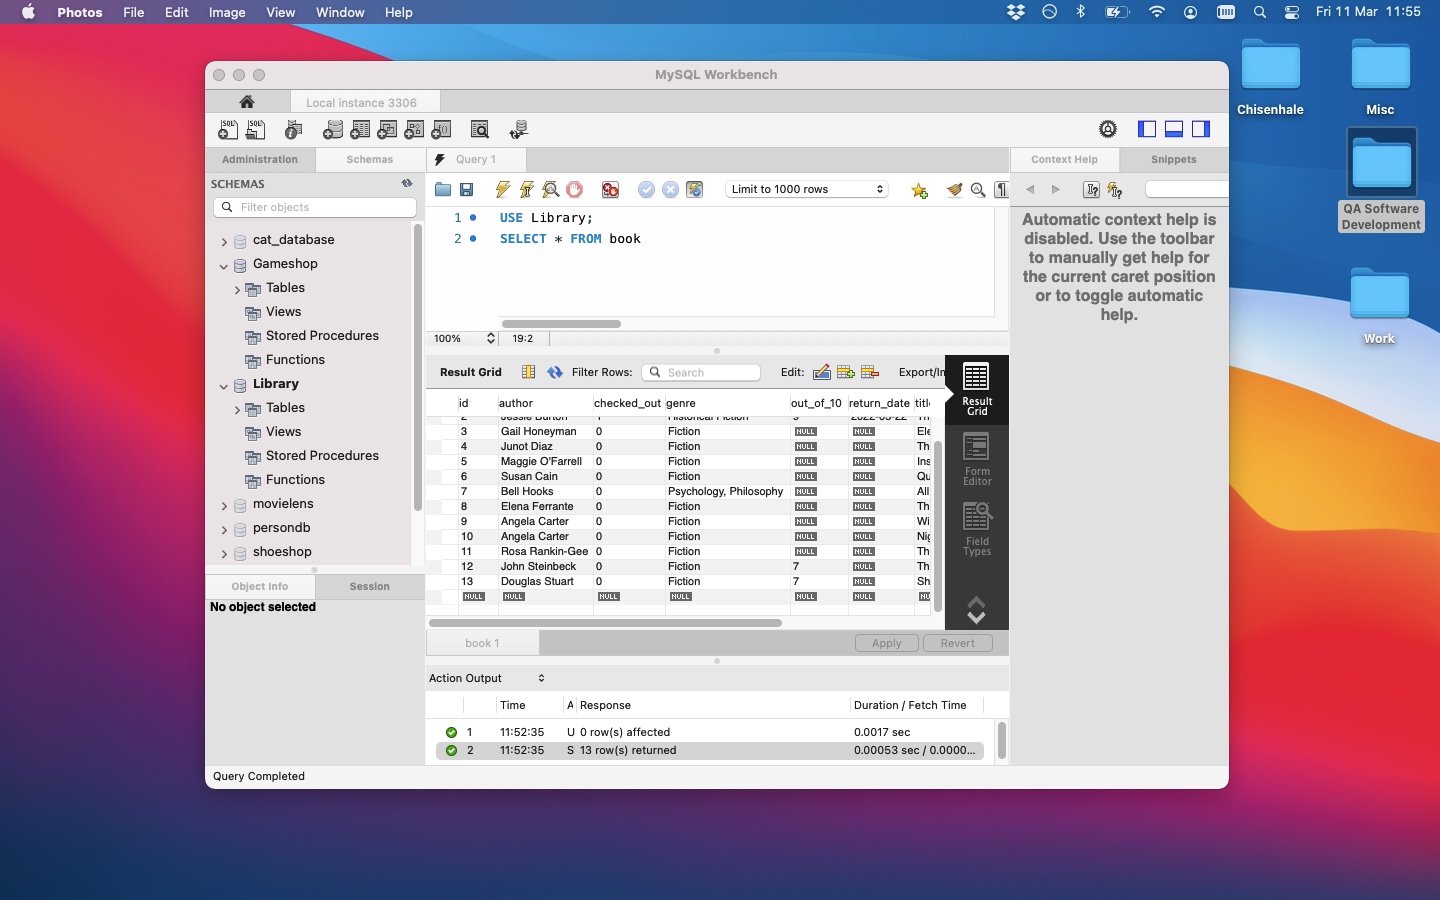 Photos File Edit Image View Window Help Fri 11 Mar 11:55
MySQL Workbench
Local instance 3306
Administration Schemas
SCHEMAS
Filter objects
cat_database
Gameshop
Tables
Views
Stored Procedures
Functions
Library
Tables
Views
Stored Procedures
Functions
movielens
persondb
shoeshop
Object Info Session
No object selected
Query 1
Limit to 1000 rows
1 USE Library;
2 SELECT * FROM book
100% 19:2
Result Grid Filter Rows: Search Edit: Export/Im
id author checked_out genre out_of_10 return_date title
2 Jessie Burton 1 Historical Fiction 9 2022-03-22 Th
3 Gail Honeyman 0 Fiction NULL NULL Ele
4 Junot Diaz 0 Fiction NULL NULL Th
5 Maggie O'Farrell 0 Fiction NULL NULL Ins
6 Susan Cain 0 Fiction NULL NULL Qu
7 Bell Hooks 0 Psychology, Philosophy NULL NULL All
8 Elena Ferrante 0 Fiction NULL NULL Th
9 Angela Carter 0 Fiction NULL NULL Wi
10 Angela Carter 0 Fiction NULL NULL Nig
11 Rosa Rankin-Gee 0 Fiction NULL NULL Th
12 John Steinbeck 0 Fiction 7 NULL Th
13 Douglas Stuart 0 Fiction 7 NULL Sh
NULL NULL NULL NULL NULL NULL NU
Result
Grid
Form
Editor
Field
Types
book 1 Apply Revert
Action Output
Time A Response Duration / Fetch Time
1 11:52:35 U 0 row(s) affected 0.0017 sec
2 11:52:35 S 13 row(s) returned 0.00053 sec / 0.0000...
Query Completed
Context Help Snippets
Automatic context help is
disabled. Use the toolbar
to manually get help for
the current caret position
or to toggle automatic
help.
Chisenhale
Misc
QA Software
Development
Work